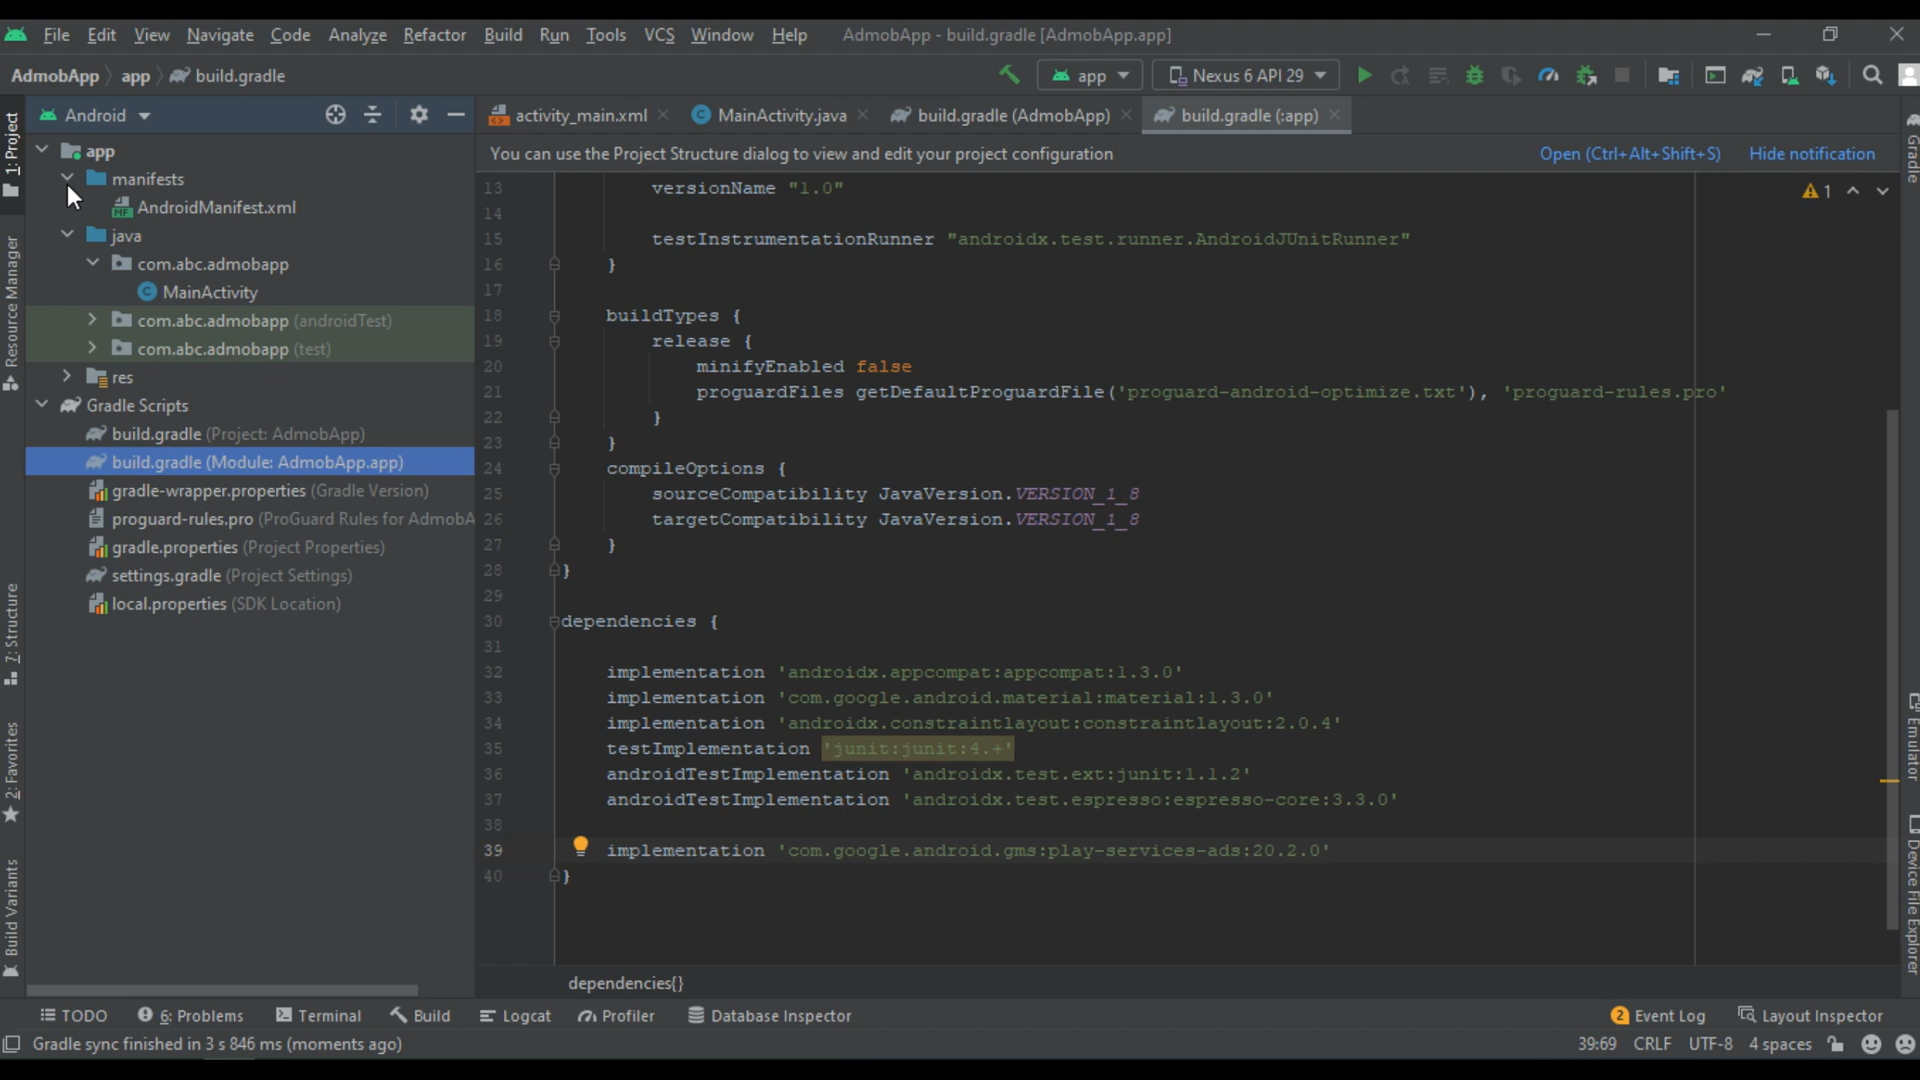 File Edit View Navigate Code Analyze Refactor Build Run Tools VCS Window Help AdmobApp - build.gradle [AdmobApp.app]
AdmobApp app build.gradle app Nexus 6 API 29
Android
activity_main.xml MainActivity.java build.gradle (AdmobApp) build.gradle (:app)
You can use the Project Structure dialog to view and edit your project configuration Open (Ctrl+Alt+Shift+S) Hide notification
1: Project
Resource Manager
7: Structure
2: Favorites
Build Variants
app
manifests
MF AndroidManifest.xml
java
com.abc.admobapp
C MainActivity
com.abc.admobapp (androidTest)
com.abc.admobapp (test)
res
Gradle Scripts
build.gradle (Project: AdmobApp)
build.gradle (Module: AdmobApp.app)
gradle-wrapper.properties (Gradle Version)
proguard-rules.pro (ProGuard Rules for AdmobA
gradle.properties (Project Properties)
settings.gradle (Project Settings)
local.properties (SDK Location)
1
13 versionName "1.0"
14
15 testInstrumentationRunner "androidx.test.runner.AndroidJUnitRunner"
16 }
17
18 buildTypes {
19 release {
20 minifyEnabled false
21 proguardFiles getDefaultProguardFile('proguard-android-optimize.txt'), 'proguard-rules.pro'
22 }
23 }
24 compileOptions {
25 sourceCompatibility JavaVersion.VERSION_1_8
26 targetCompatibility JavaVersion.VERSION_1_8
27 }
28 }
29
30 dependencies {
31
32 implementation 'androidx.appcompat:appcompat:1.3.0'
33 implementation 'com.google.android.material:material:1.3.0'
34 implementation 'androidx.constraintlayout:constraintlayout:2.0.4'
35 testImplementation 'junit:junit:4.+'
36 androidTestImplementation 'androidx.test.ext:junit:1.1.2'
37 androidTestImplementation 'androidx.test.espresso:espresso-core:3.3.0'
38
39 implementation 'com.google.android.gms:play-services-ads:20.2.0'
40 }
dependencies{}
Gradle
Emulator
Device File Explorer
TODO 6: Problems Terminal Build Logcat Profiler Database Inspector 2 Event Log Layout Inspector
Gradle sync finished in 3 s 846 ms (moments ago) 39:69 CRLF UTF-8 4 spaces